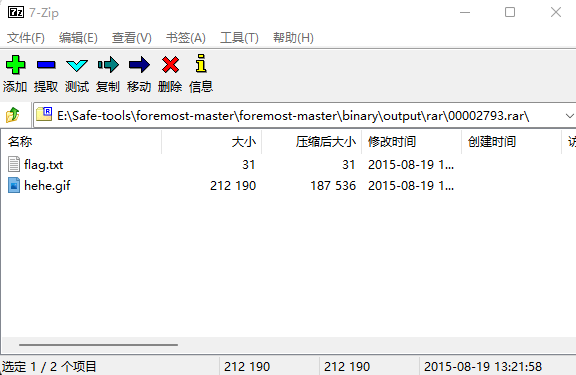 7z 7-Zip
文件(F) 编辑(E) 查看(V) 书签(A) 工具(T) 帮助(H)
添加 提取 测试 复制 移动 删除 信息
E:\Safe-tools\foremost-master\foremost-master\binary\output\rar\00002793.rar\
名称 大小 压缩后大小 修改时间 创建时间 访
flag.txt 31 31 2015-08-19 1...
hehe.gif 212 190 187 536 2015-08-19 1...
选定 1 / 2 个项目 212 190 212 190 2015-08-19 13:21:58